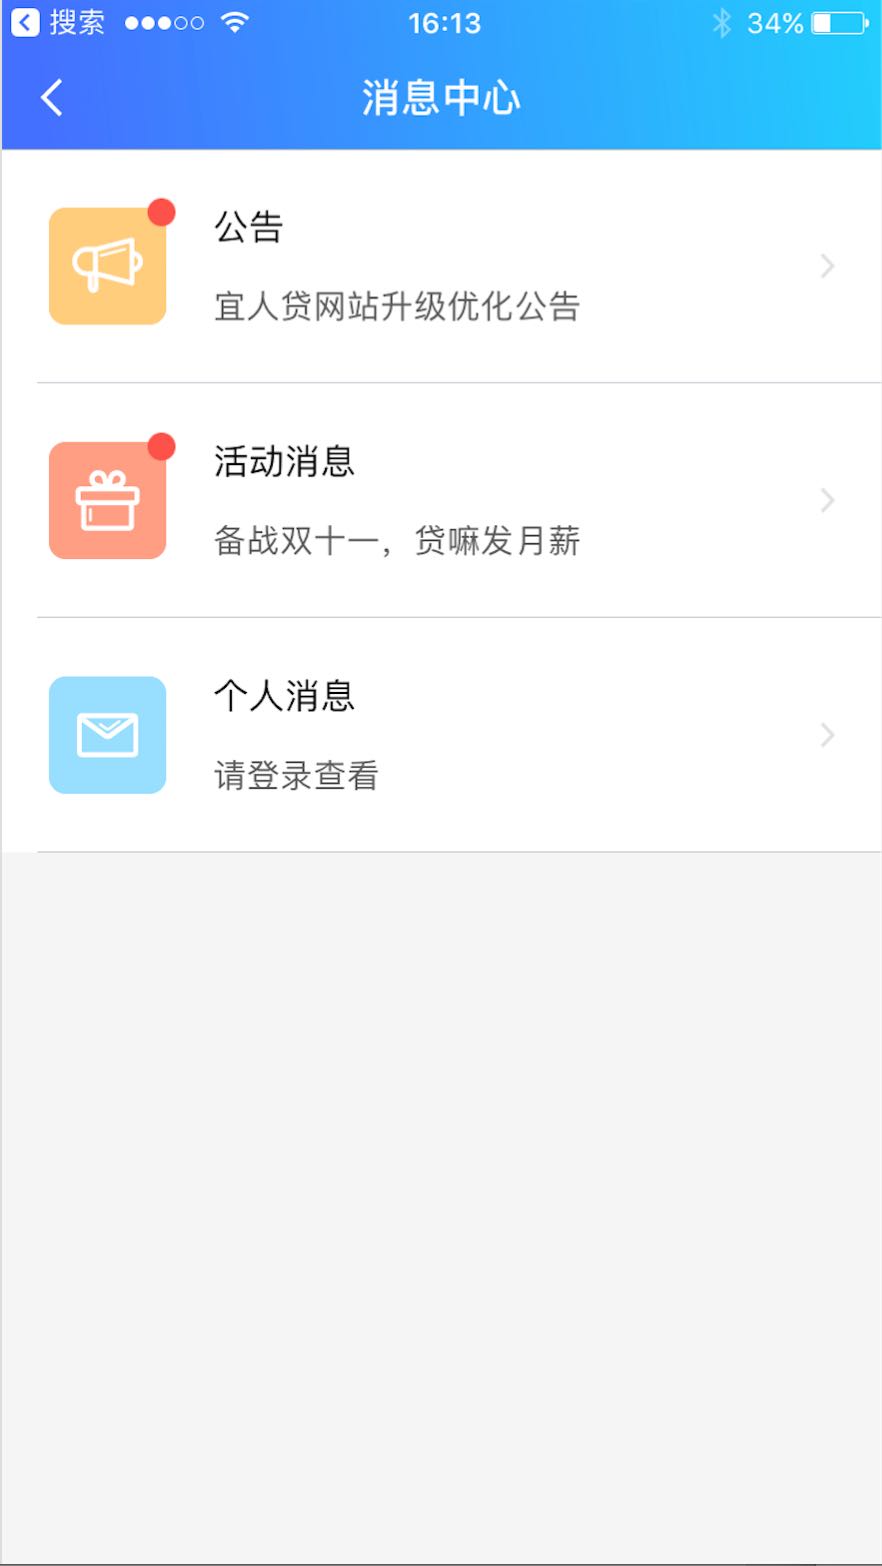 搜索 16:13 34%
消息中心
公告
宜人贷网站升级优化公告
活动消息
备战双十一，贷嘛发月薪
个人消息
请登录查看